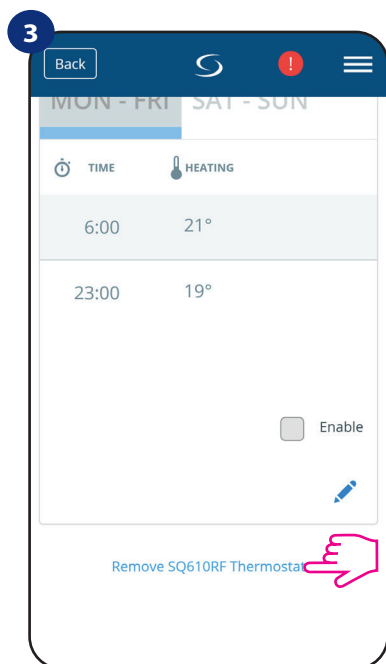 3
Back
!
MON - FRI SAT - SUN
TIME HEATING
6:00 21°
23:00 19°
Enable
Remove SQ610RF Thermostat